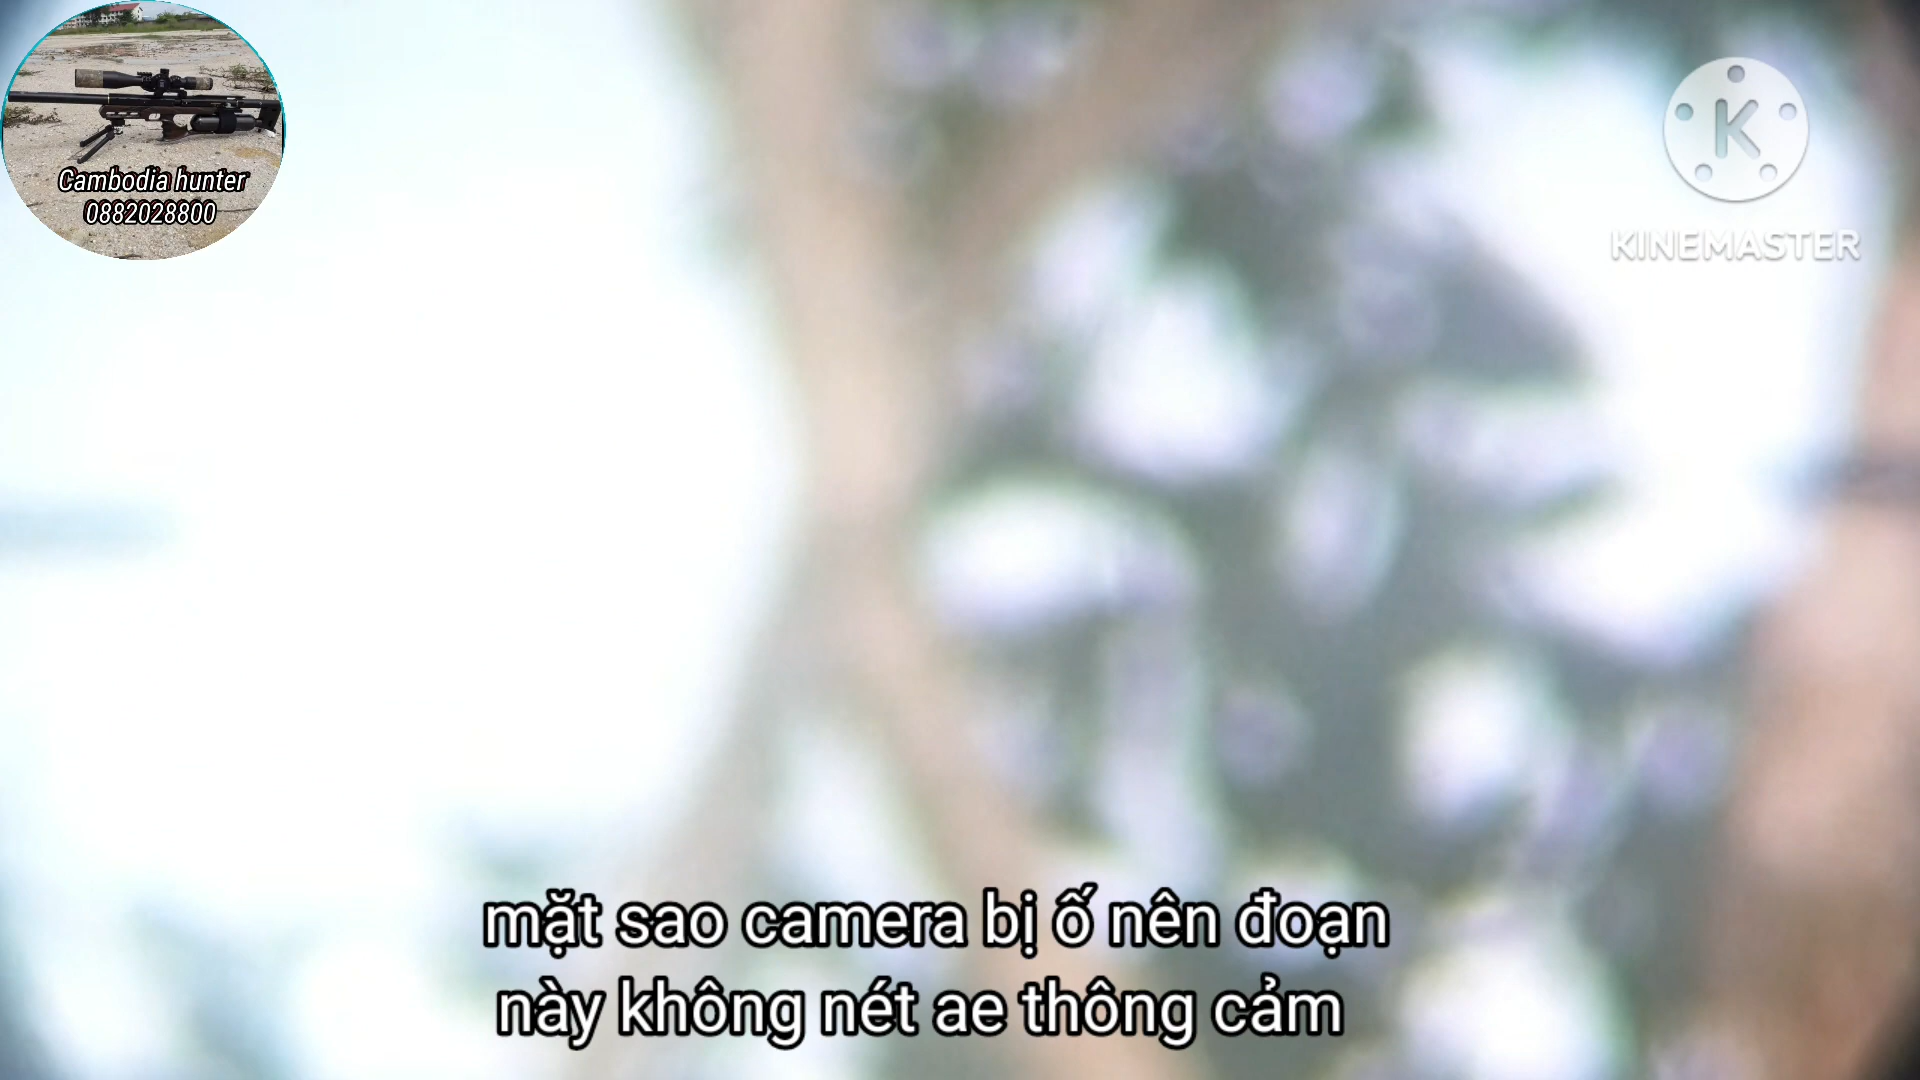 Cambodia hunter
0882028800
K
KINEMASTER
mặt sao camera bị ố nên đoạn
này không nét ae thông cảm